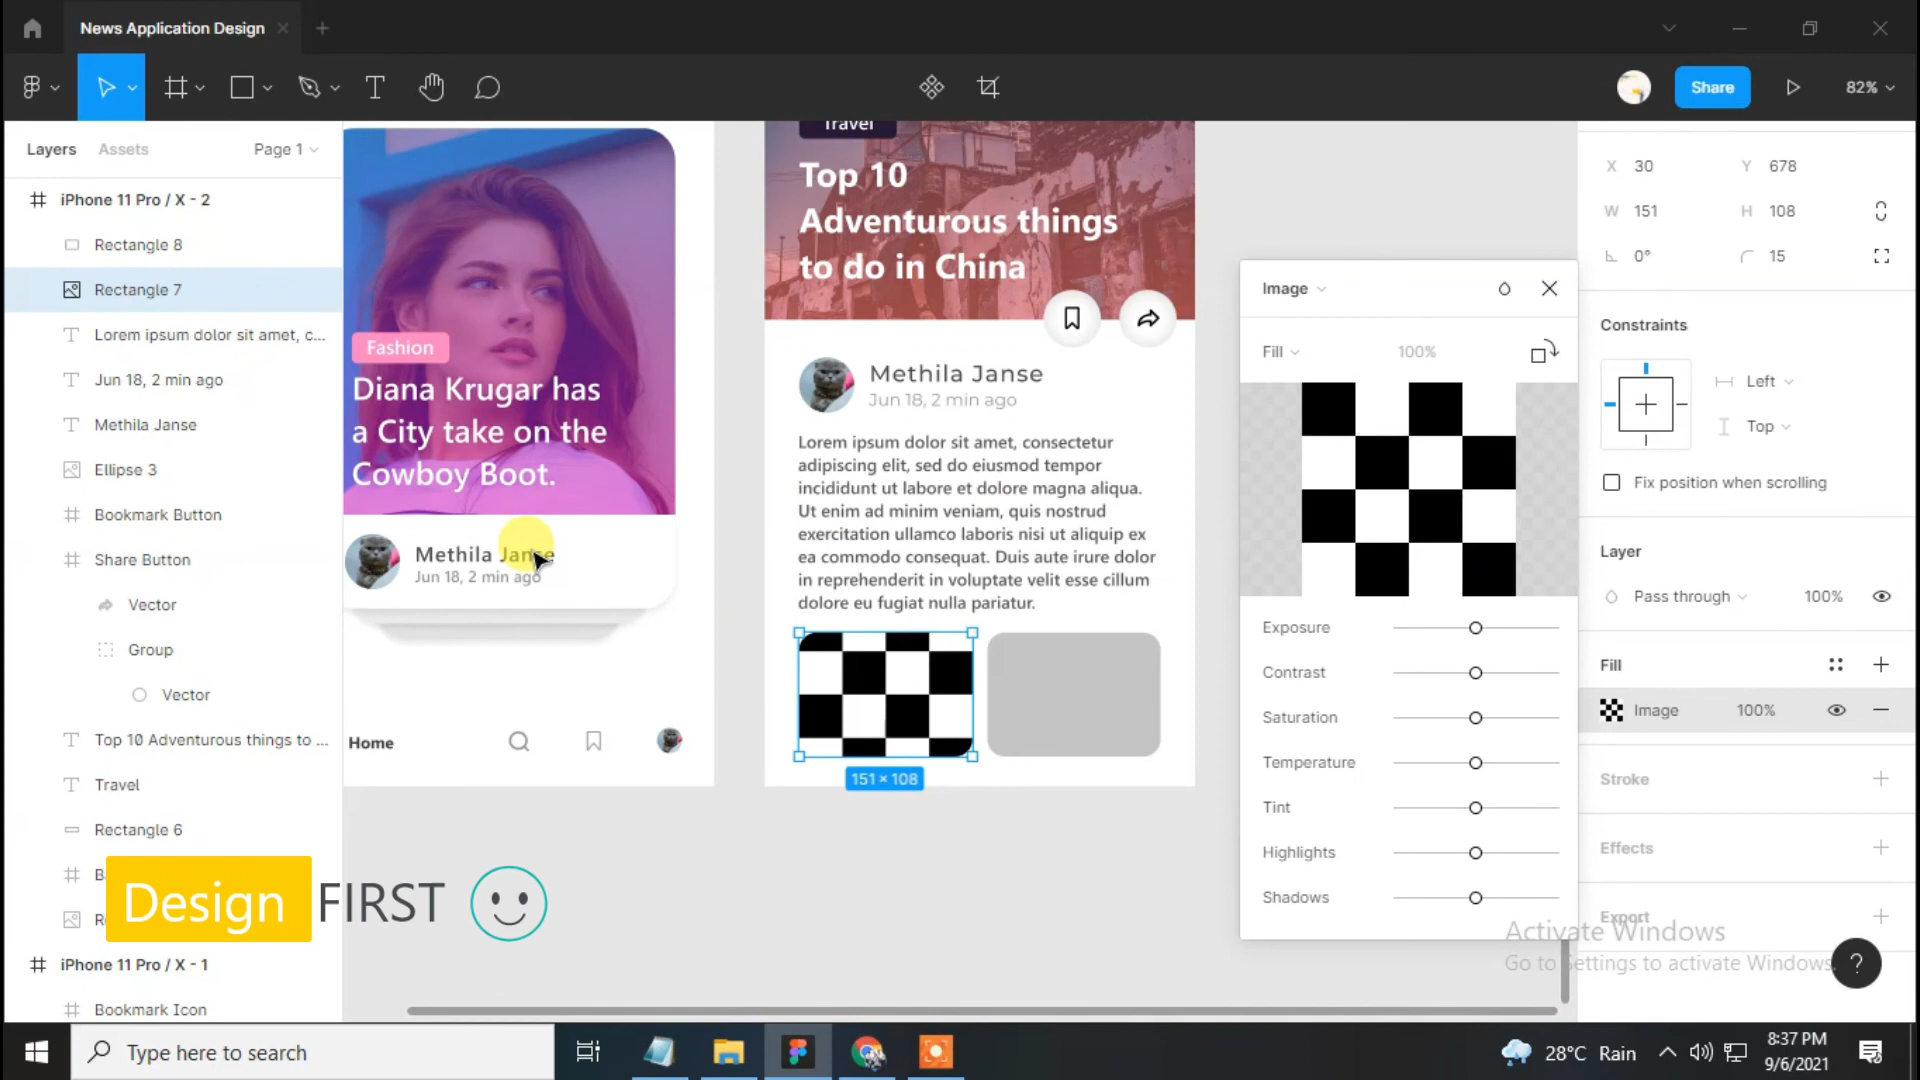 News Application Design
Share
82%
Layers
Assets
Page 1
iPhone 11 Pro / X - 2
Rectangle 8
Rectangle 7
Lorem ipsum dolor sit amet, c...
Jun 18, 2 min ago
Methila Janse
Ellipse 3
Bookmark Button
Share Button
Vector
Group
Vector
Top 10 Adventurous things to ...
Travel
Rectangle 6
iPhone 11 Pro / X - 1
Bookmark Icon
Design FIRST
Fashion
Diana Krugar has
a City take on the
Cowboy Boot.
Methila Janse
Jun 18, 2 min ago
Home
Travel
Top 10
Adventurous things
to do in China
Methila Janse
Jun 18, 2 min ago
Lorem ipsum dolor sit amet, consectetur
adipiscing elit, sed do eiusmod tempor
incididunt ut labore et dolore magna aliqua.
Ut enim ad minim veniam, quis nostrud
exercitation ullamco laboris nisi ut aliquip ex
ea commodo consequat. Duis aute irure dolor
in reprehenderit in voluptate velit esse cillum
dolore eu fugiat nulla pariatur.
151 × 108
Image
Fill
100%
Exposure
Contrast
Saturation
Temperature
Tint
Highlights
Shadows
X 30
Y 678
W 151
H 108
0°
15
Constraints
Left
Top
Fix position when scrolling
Layer
Pass through
100%
Fill
Image
100%
Stroke
Effects
Export
Activate Windows
Go to Settings to activate Windows.
?
Type here to search
28°C Rain
8:37 PM
9/6/2021